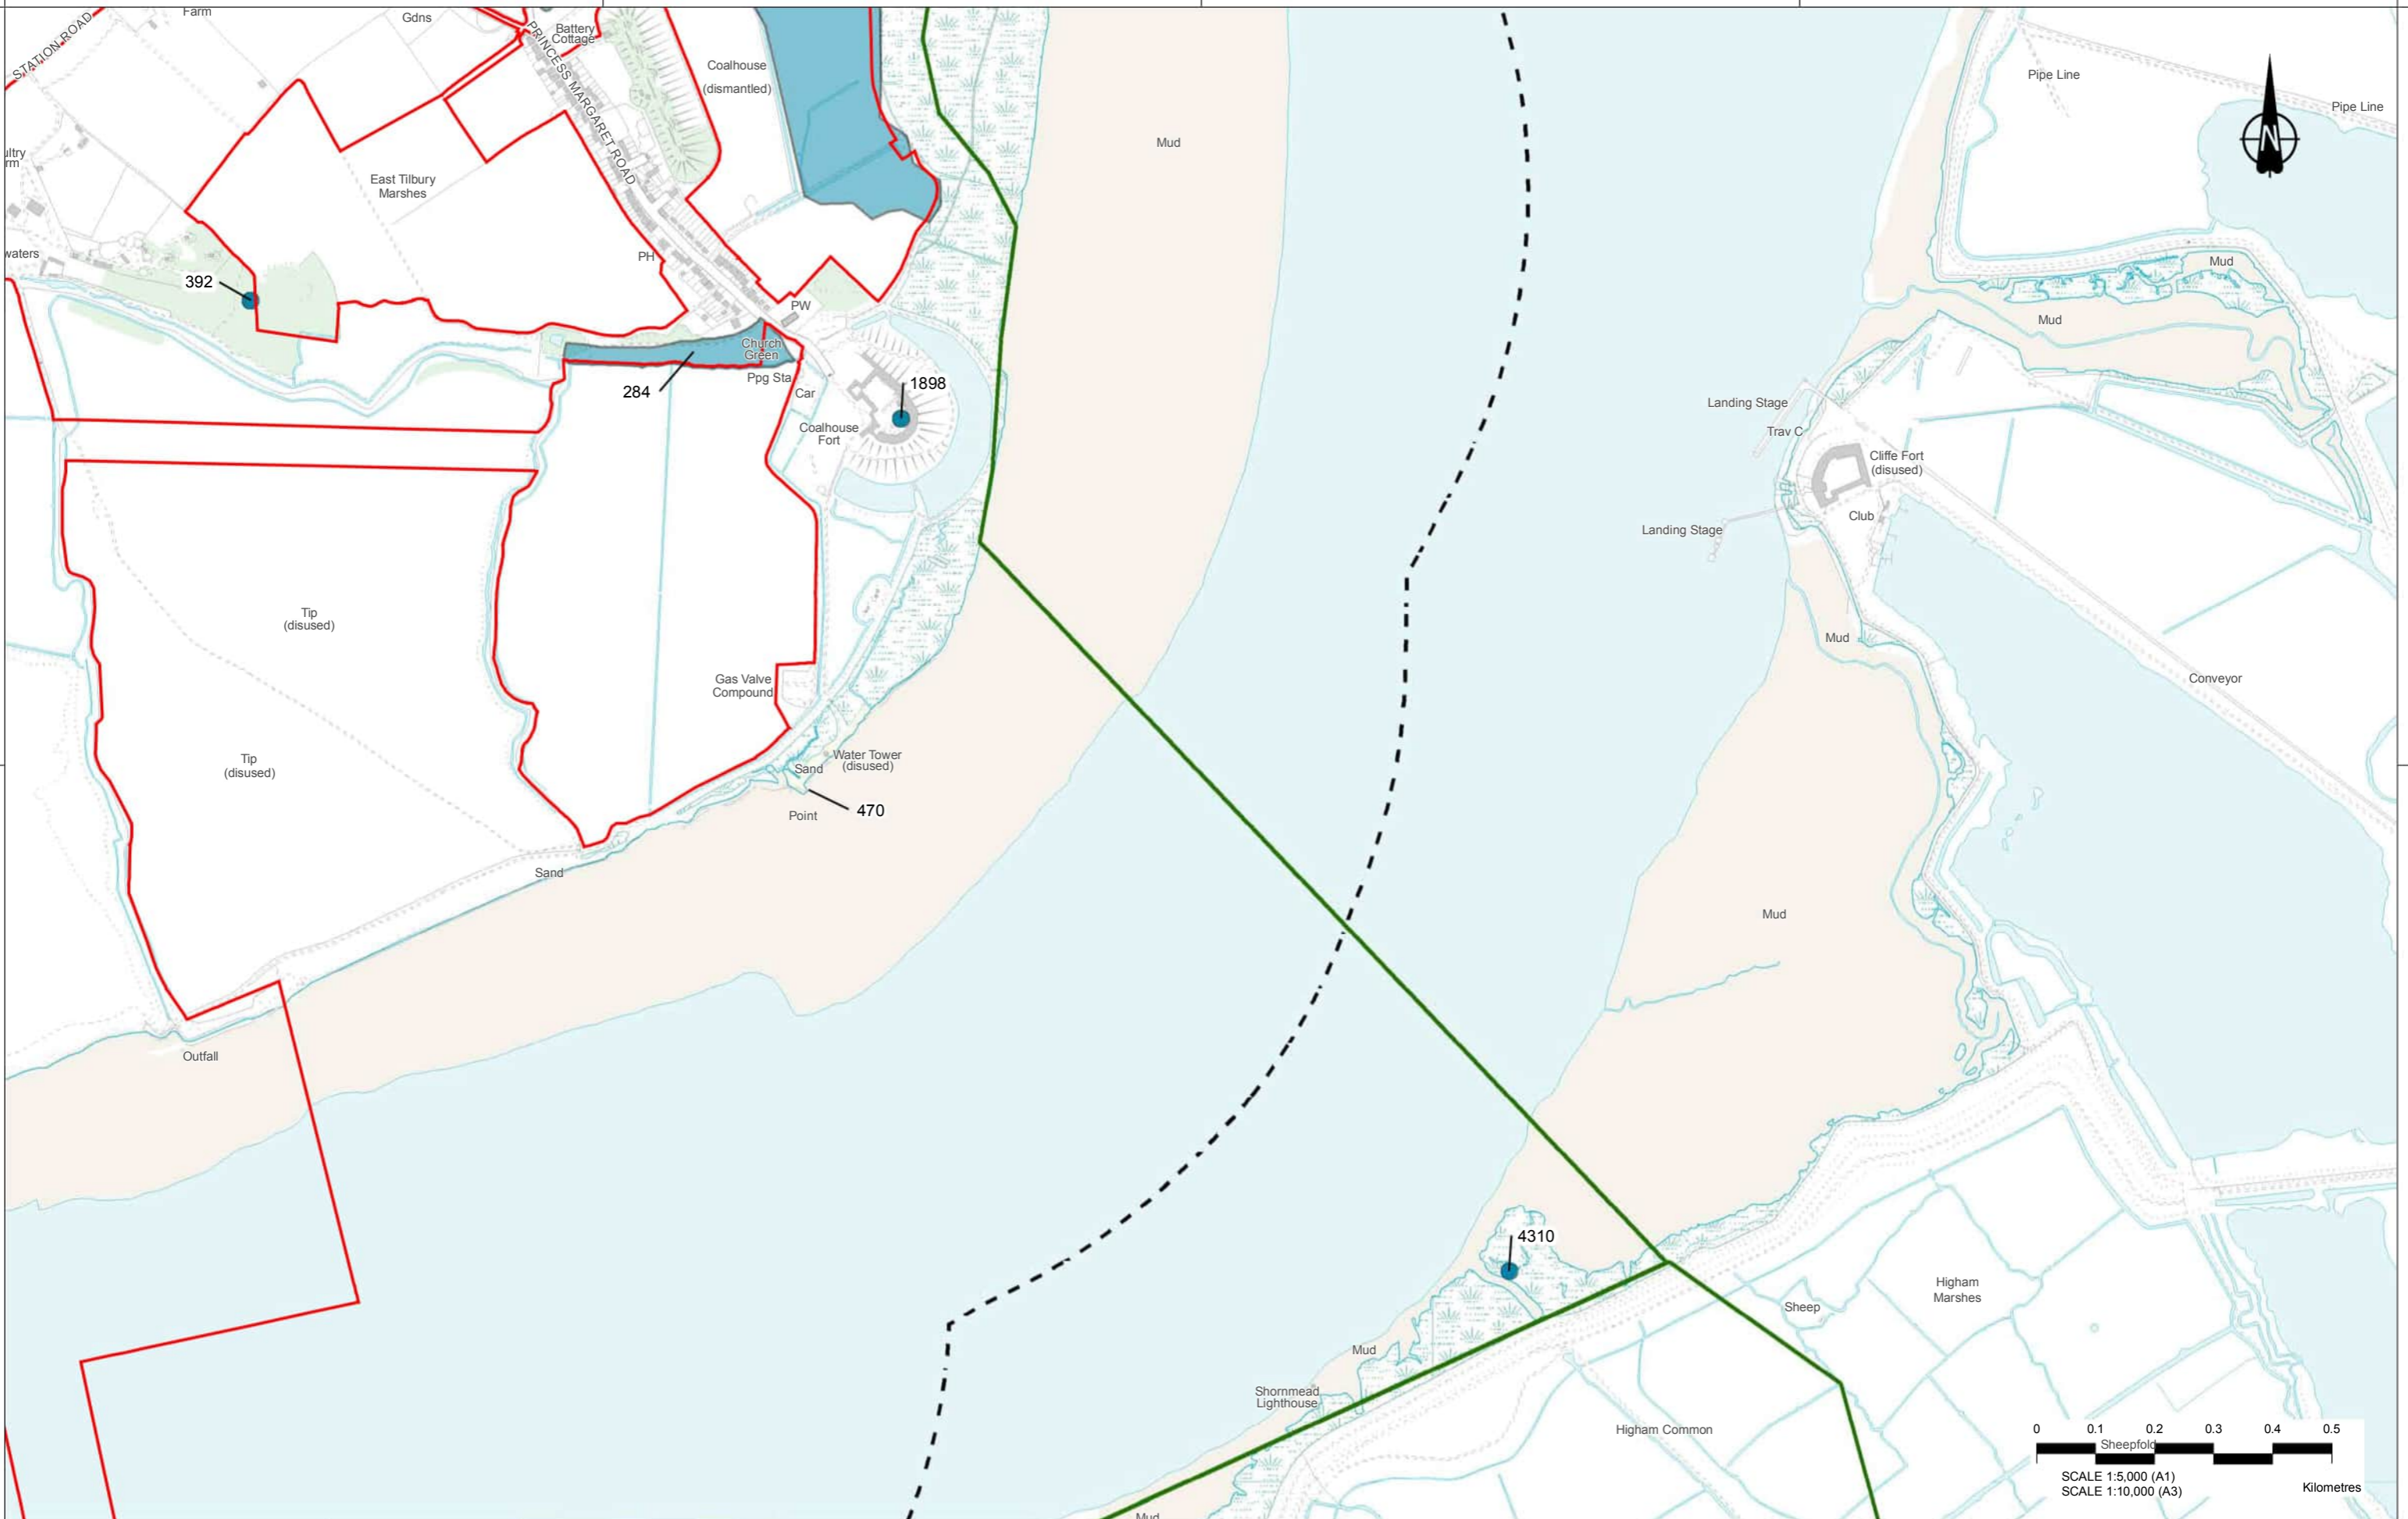 Farm
Gdns
STATION ROAD
Battery
Cottage
PRINCESS MARGARET ROAD
Coalhouse
(dismantled)
Pipe Line
Pipe Line
N
Mud
East Tilbury
Marshes
PH
392
PW
Mud
Mud
Church
Green
284
Ppg Sta
Car
1898
Coalhouse
Fort
Landing Stage
Trav C
Cliffe Fort
(disused)
Club
Landing Stage
Tip
(disused)
Mud
Gas Valve
Compound
Conveyor
Tip
(disused)
Water Tower
(disused)
Sand
470
Point
Sand
Mud
Outfall
4310
Higham
Marshes
Sheep
Mud
Shornmead
Lighthouse
Higham Common
0 0.1 0.2 0.3 0.4 0.5
Sheepfold
SCALE 1:5,000 (A1)
SCALE 1:10,000 (A3)
Kilometres
Mud